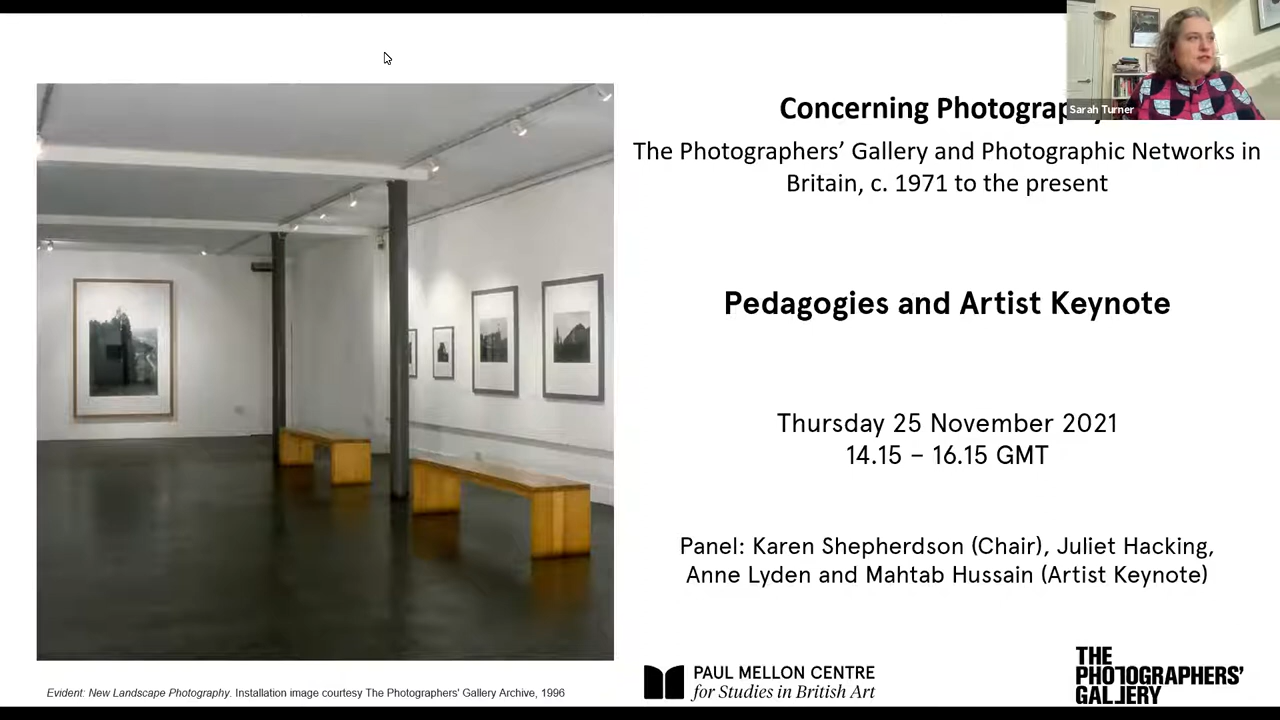 Concerning Photography
Sarah Turner
The Photographers' Gallery and Photographic Networks in
Britain, c. 1971 to the present
Pedagogies and Artist Keynote
Thursday 25 November 2021
14.15 – 16.15 GMT
Panel: Karen Shepherdson (Chair), Juliet Hacking,
Anne Lyden and Mahtab Hussain (Artist Keynote)
Evident: New Landscape Photography. Installation image courtesy The Photographers' Gallery Archive, 1996
PAUL MELLON CENTRE
for Studies in British Art
THE
PHOTOGRAPHERS'
GALLERY